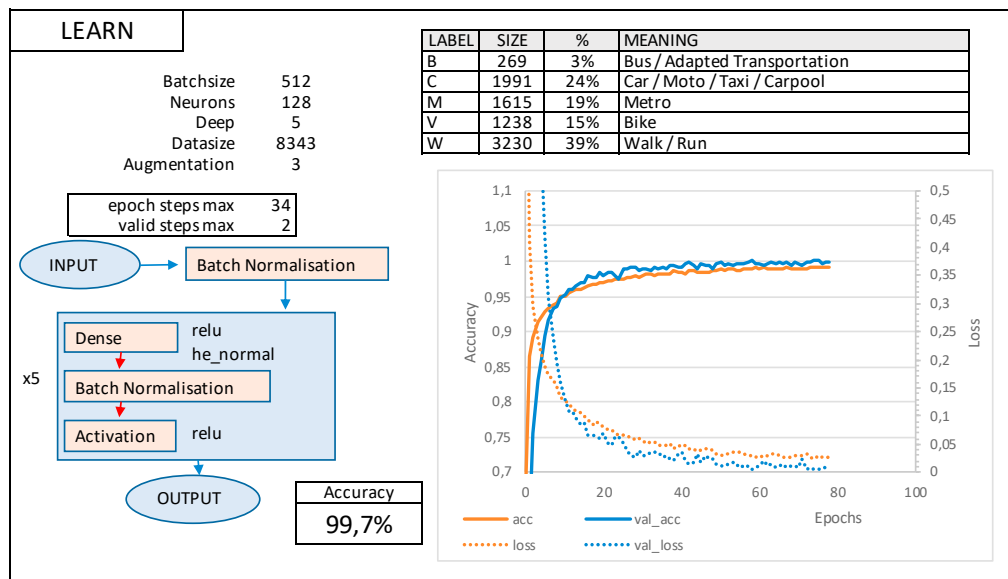 LEARN
Batchsize 512
Neurons 128
Deep 5
Datasize 8343
Augmentation 3
epoch steps max 34
valid steps max 2
INPUT
Batch Normalisation
x5
Dense
relu
he_normal
Batch Normalisation
Activation
relu
OUTPUT
Accuracy
99,7%
LABEL SIZE % MEANING
B 269 3% Bus / Adapted Transportation
C 1991 24% Car / Moto / Taxi / Carpool
M 1615 19% Metro
V 1238 15% Bike
W 3230 39% Walk / Run
1,1
1,05
1
0,95
0,9
0,85
0,8
0,75
0,7
Accuracy
0,5
0,45
0,4
0,35
0,3
0,25
0,2
0,15
0,1
0,05
0
Loss
0 20 40 60 80 100
Epochs
acc val_acc
loss val_loss